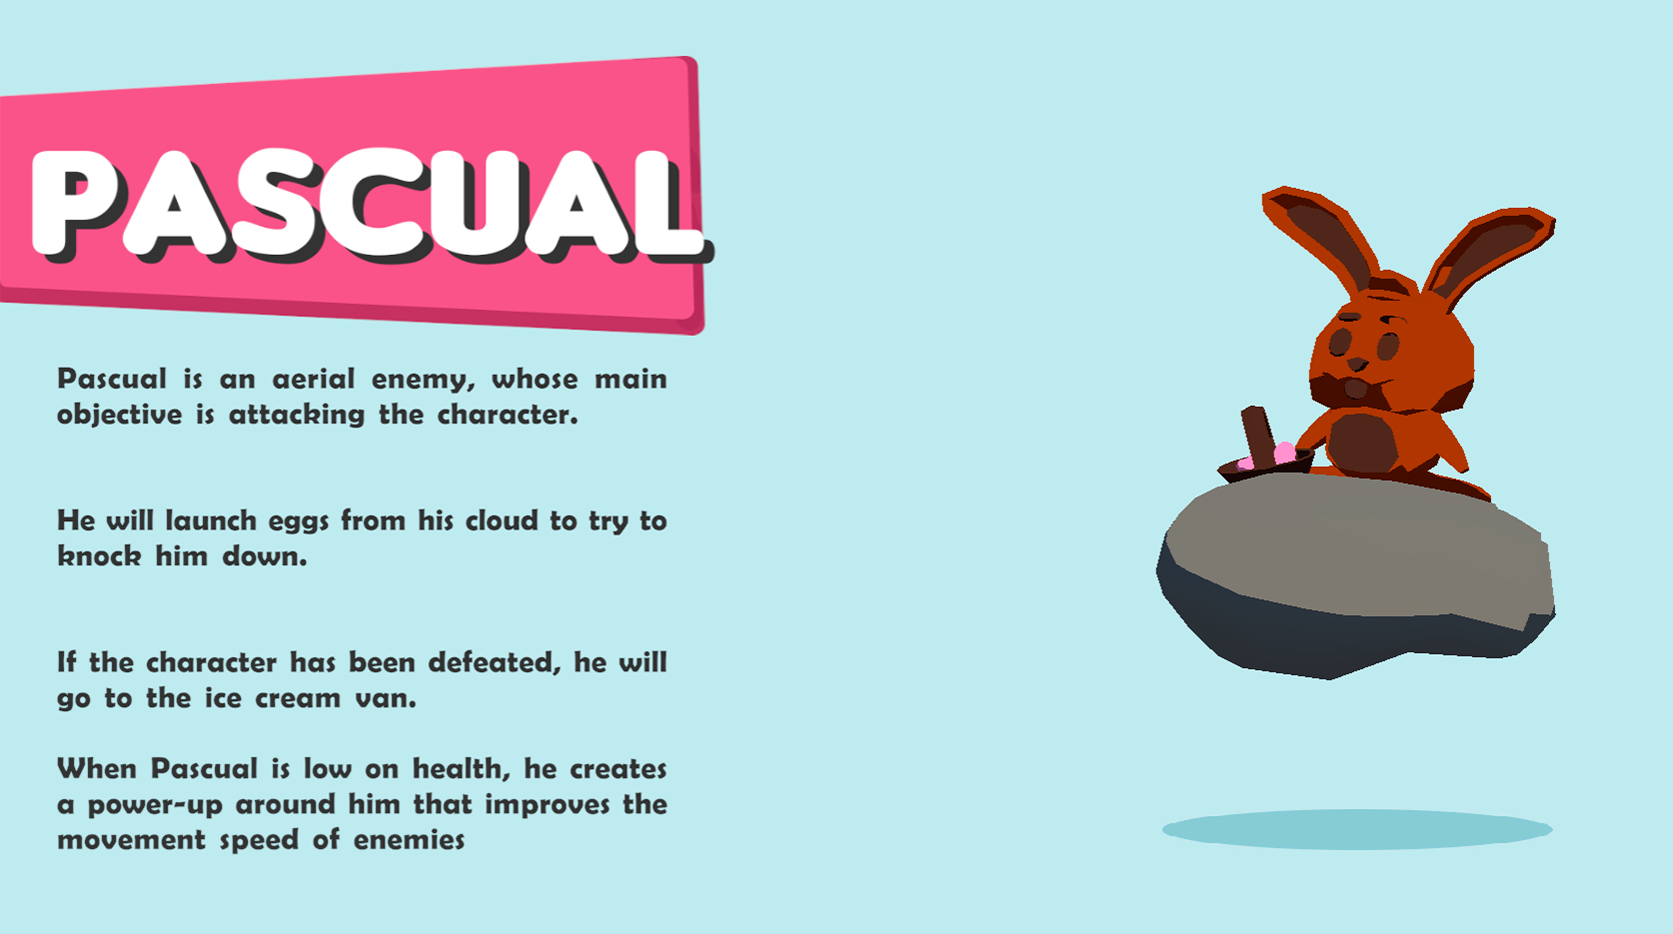 PASCUAL
Pascual is an aerial enemy, whose main
objective is attacking the character.
He will launch eggs from his cloud to try to
knock him down.
If the character has been defeated, he will
go to the ice cream van.
When Pascual is low on health, he creates
a power-up around him that improves the
movement speed of enemies